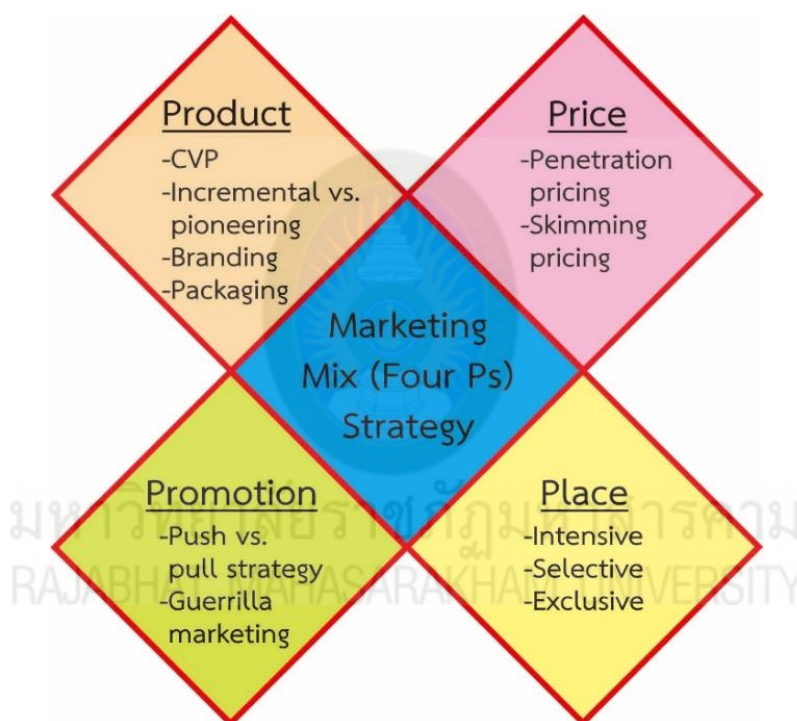 Product
-CVP
-Incremental vs.
pioneering
-Branding
-Packaging
Price
-Penetration
pricing
-Skimming
pricing
Marketing
Mix (Four Ps)
Strategy
Promotion
-Push vs.
pull strategy
-Guerrilla
marketing
Place
-Intensive
-Selective
-Exclusive
มหาวิทยาลัยราชภัฏมหาสารคาม
RAJABHAT MAHASARAKHAM UNIVERSITY